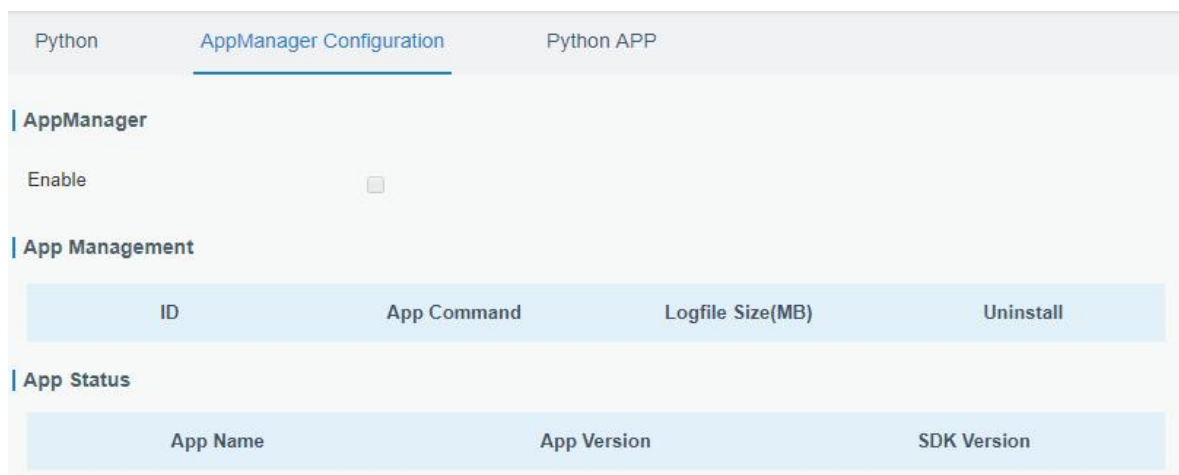 Python AppManager Configuration Python APP
AppManager
Enable
App Management
ID App Command Logfile Size(MB) Uninstall
App Status
App Name App Version SDK Version